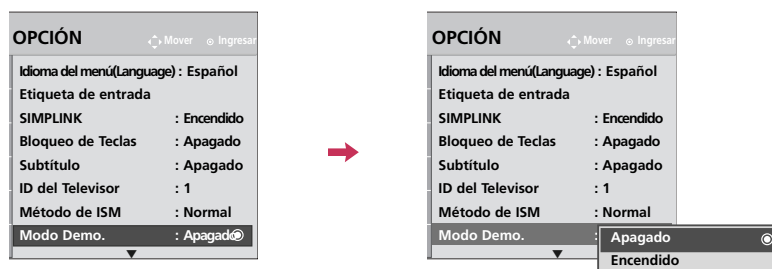 OPCIÓN
Mover Ingresar
Idioma del menú(Language) : Español
Etiqueta de entrada
SIMPLINK : Encendido
Bloqueo de Teclas : Apagado
Subtítulo : Apagado
ID del Televisor : 1
Método de ISM : Normal
Modo Demo. : Apagado
OPCIÓN
Mover Ingresar
Idioma del menú(Language) : Español
Etiqueta de entrada
SIMPLINK : Encendido
Bloqueo de Teclas : Apagado
Subtítulo : Apagado
ID del Televisor : 1
Método de ISM : Normal
Modo Demo. :
Apagado
Encendido